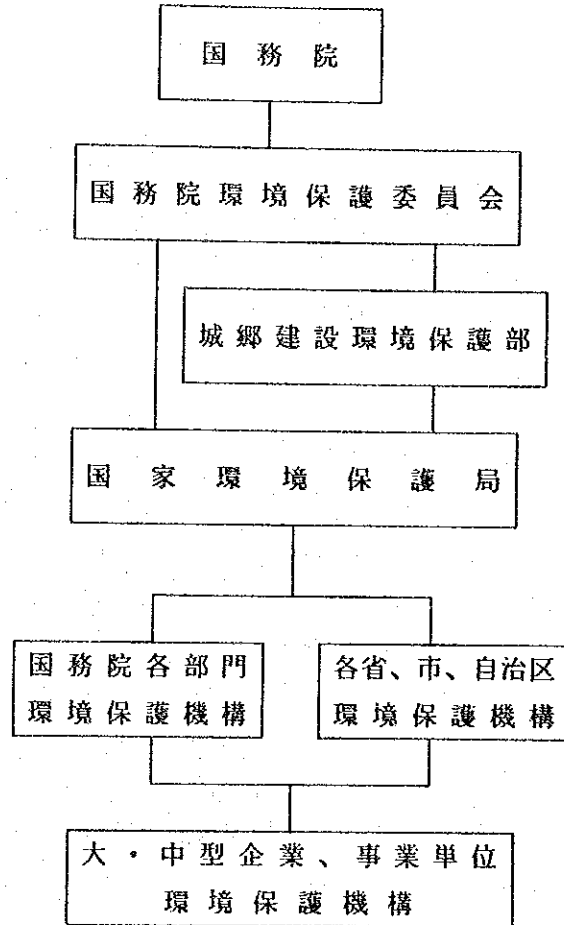 国務院
国務院環境保護委員会
城郷建設環境保護部
国家環境保護局
国務院各部門
環境保護機構
各省、市、自治区
環境保護機構
大・中型企業、事業単位
環境保護機構